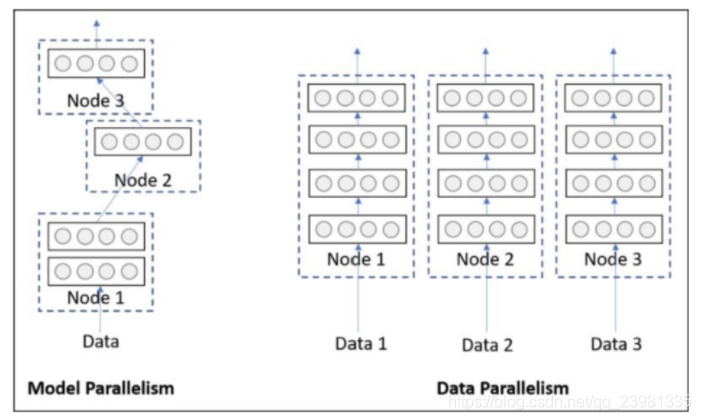 Node 3
Node 2
Node 1
Data
Model Parallelism
Node 1
Node 2
Node 3
Data 1
Data 2
Data 3
Data Parallelism
https://blog.csdn.net/qq_23981335